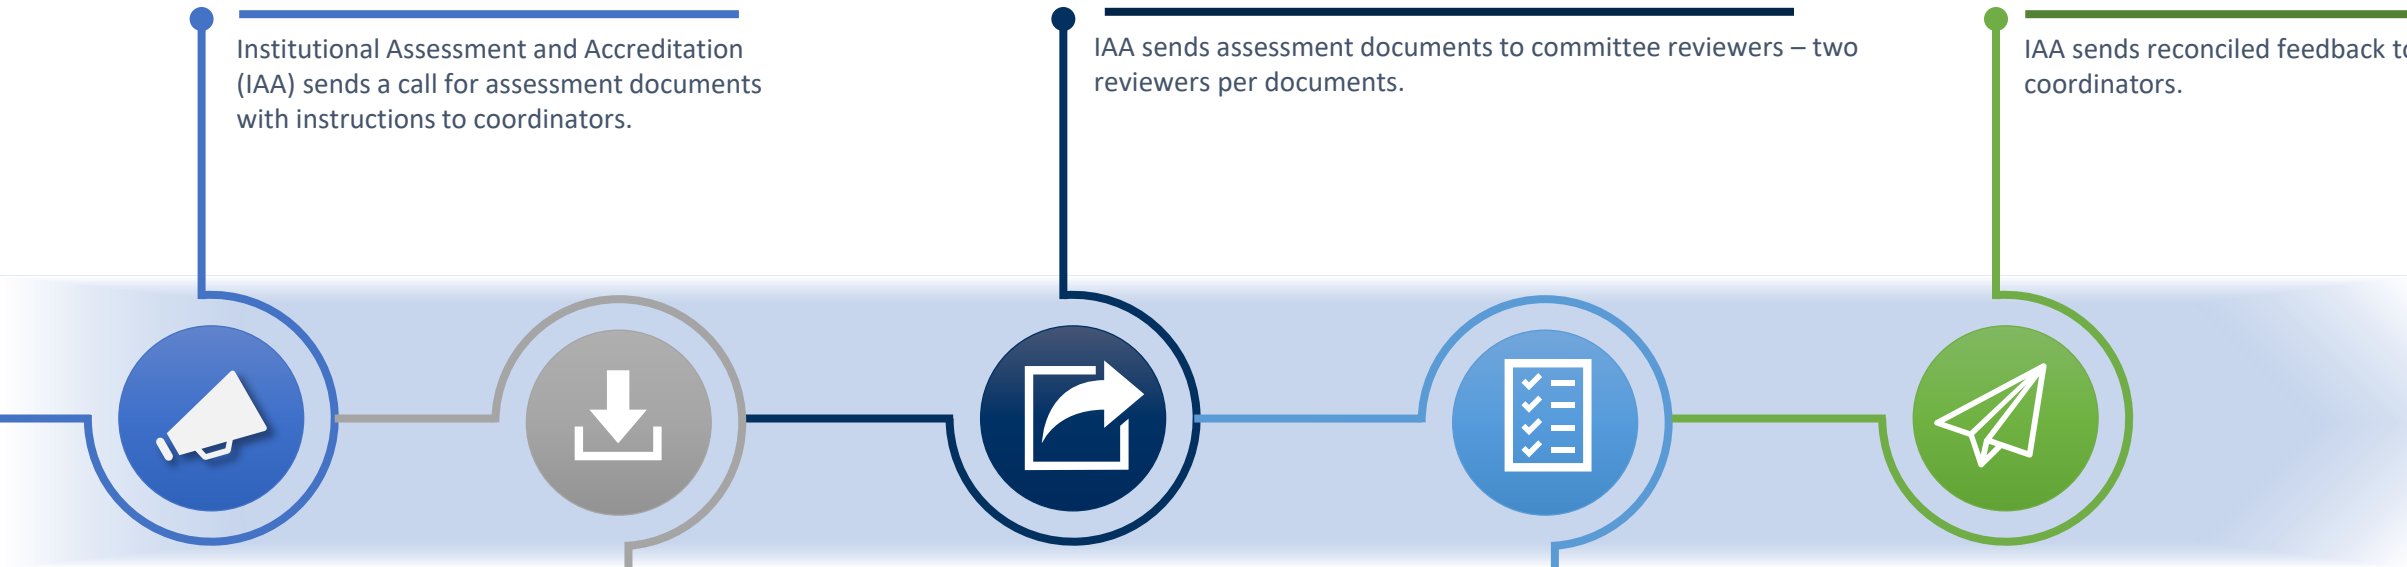 Institutional Assessment and Accreditation
(IAA) sends a call for assessment documents
with instructions to coordinators.
IAA sends assessment documents to committee reviewers – two
reviewers per documents.
IAA sends reconciled feedback to
coordinators.